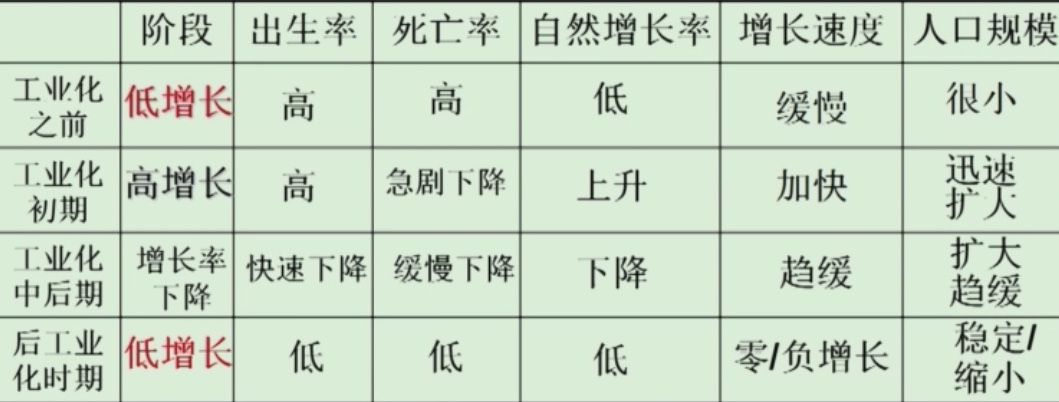 阶段 出生率 死亡率 自然增长率 增长速度 人口规模
工业化之前 低增长 高 高 低 缓慢 很小
工业化初期 高增长 高 急剧下降 上升 加快 迅速扩大
工业化中后期 增长率下降 快速下降 缓慢下降 下降 趋缓 扩大趋缓
后工业化时期 低增长 低 低 低 零/负增长 稳定/缩小